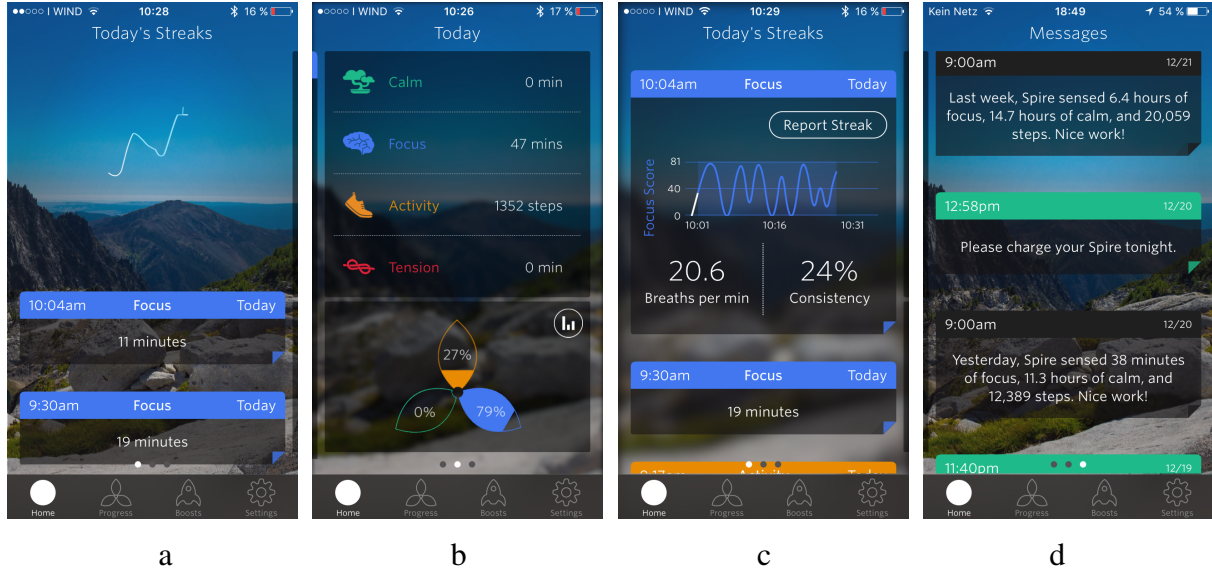 I WIND 10:28 16 %
Today's Streaks
10:04am Focus Today
11 minutes
9:30am Focus Today
19 minutes
Home Progress Boosts Settings
a
I WIND 10:26 17 %
Today
Calm 0 min
Focus 47 mins
Activity 1352 steps
Tension 0 min
27%
0% 79%
Home Progress Boosts Settings
b
I WIND 10:29 16 %
Today's Streaks
10:04am Focus Today
Report Streak
Focus Score
81
40
0
10:01 10:16 10:31
20.6 24%
Breaths per min Consistency
9:30am Focus Today
19 minutes
9:17am Activity Today
Home Progress Boosts Settings
c
Kein Netz 18:49 54 %
Messages
9:00am 12/21
Last week, Spire sensed 6.4 hours of
focus, 14.7 hours of calm, and 20,059
steps. Nice work!
12:58pm 12/20
Please charge your Spire tonight.
9:00am 12/20
Yesterday, Spire sensed 38 minutes
of focus, 11.3 hours of calm, and
12,389 steps. Nice work!
11:40pm 12/19
Home Progress Boosts Settings
d